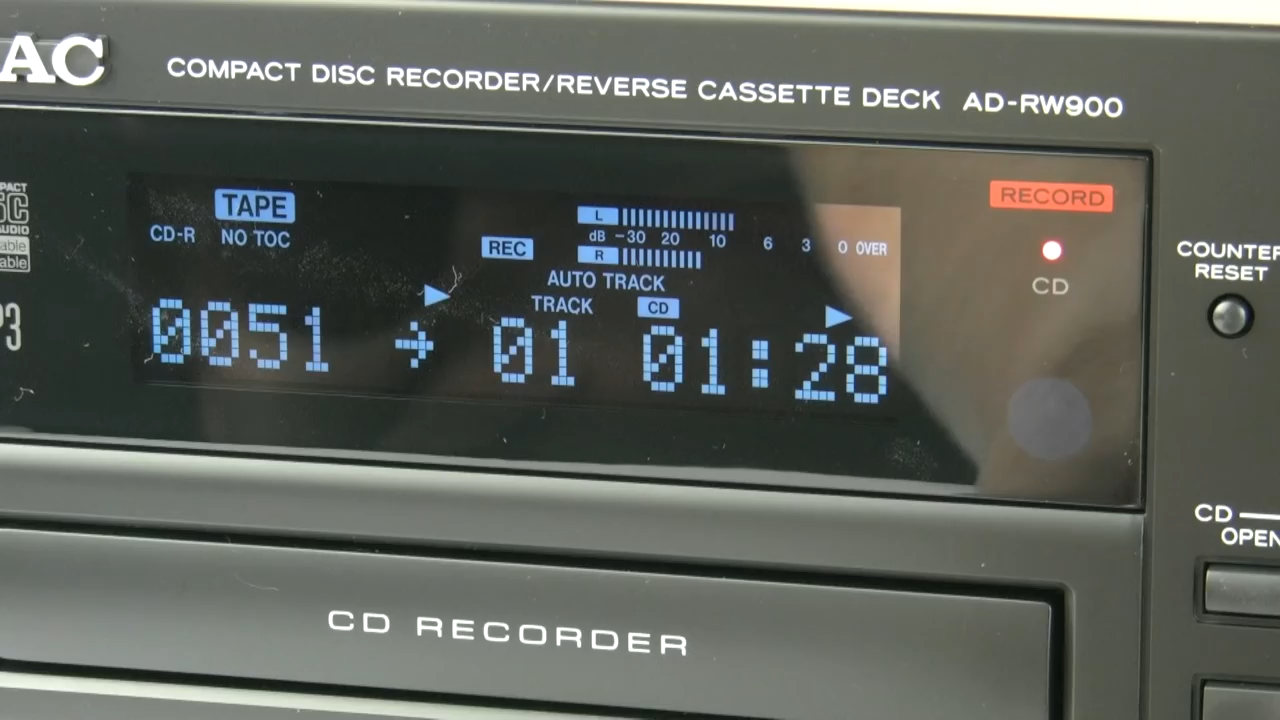 AC
COMPACT DISC RECORDER/REVERSE CASSETTE DECK AD-RW900
TAPE
CD-R NO TOC
REC
L
dB -30 20 10 6 3 0 OVER
R
AUTO TRACK
TRACK CD
0051 → 01 01:28
RECORD
CD
COUNTER
RESET
CD
OPEN
CD RECORDER